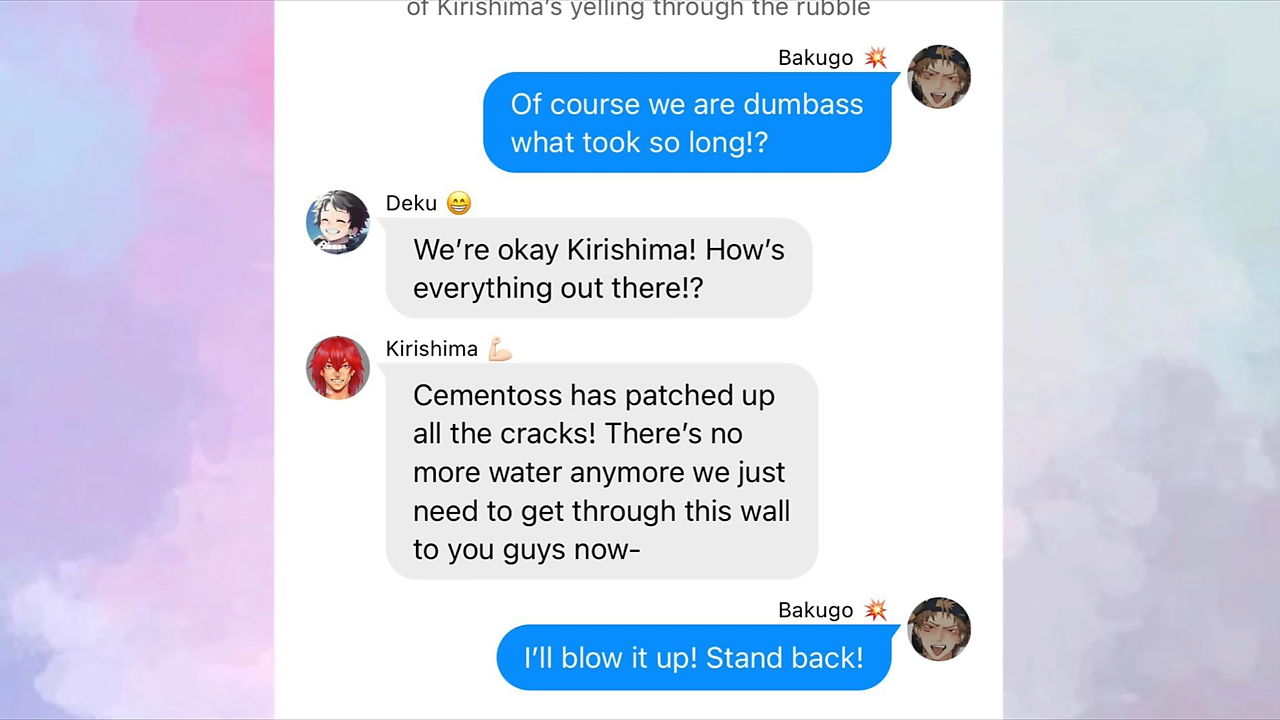 of Kirishima's yelling through the rubble
Bakugo 💥
Of course we are dumbass
what took so long!?
Deku 😁
We're okay Kirishima! How's
everything out there!?
Kirishima 💪🏻
Cementoss has patched up
all the cracks! There's no
more water anymore we just
need to get through this wall
to you guys now-
Bakugo 💥
I'll blow it up! Stand back!